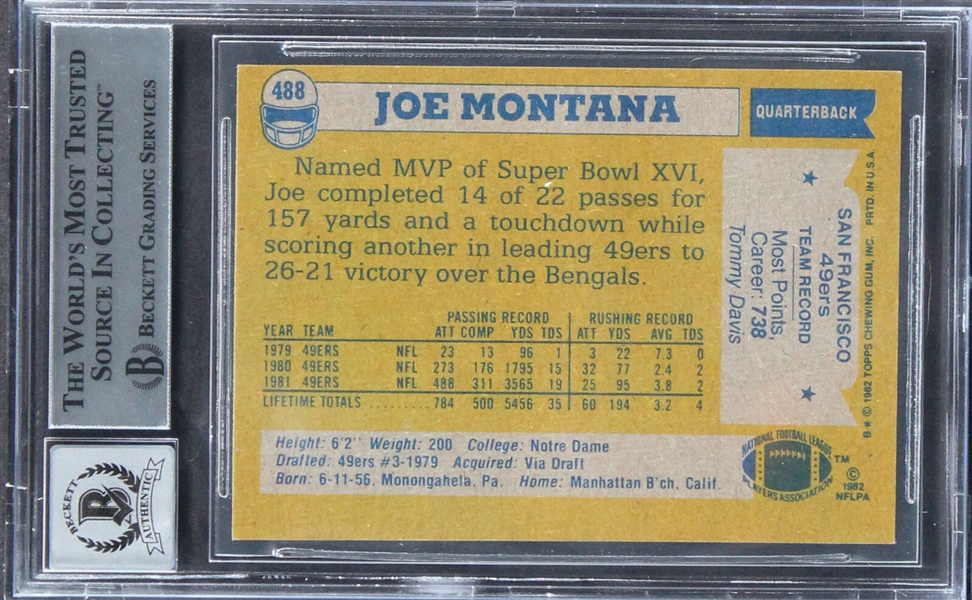 THE WORLD'S MOST TRUSTED
SOURCE IN COLLECTING™
BECKETT GRADING SERVICES
B
BECKETT
AUTHENTIC
B
488
JOE MONTANA
QUARTERBACK
Named MVP of Super Bowl XVI,
Joe completed 14 of 22 passes for
157 yards and a touchdown while
scoring another in leading 49ers to
26-21 victory over the Bengals.
PASSING RECORD RUSHING RECORD
YEAR TEAM ATT COMP YDS TDS ATT YDS AVG TDS
1979 49ERS NFL 23 13 96 1 3 22 7.3 0
1980 49ERS NFL 273 176 1795 15 32 77 2.4 2
1981 49ERS NFL 488 311 3565 19 25 95 3.8 2
LIFETIME TOTALS .......... 784 500 5456 35 60 194 3.2 4
Height: 6'2" Weight: 200 College: Notre Dame
Drafted: 49ers #3-1979 Acquired: Via Draft
Born: 6-11-56, Monongahela, Pa. Home: Manhattan B'ch, Calif.
SAN FRANCISCO
49ers
TEAM RECORD
Most Points,
Career: 738
Tommy Davis
B★© 1982 TOPPS CHEWING GUM, INC. PRTD. IN U.S.A.
NATIONAL FOOTBALL LEAGUE
PLAYERS ASSOCIATION
™
©
1982
NFLPA